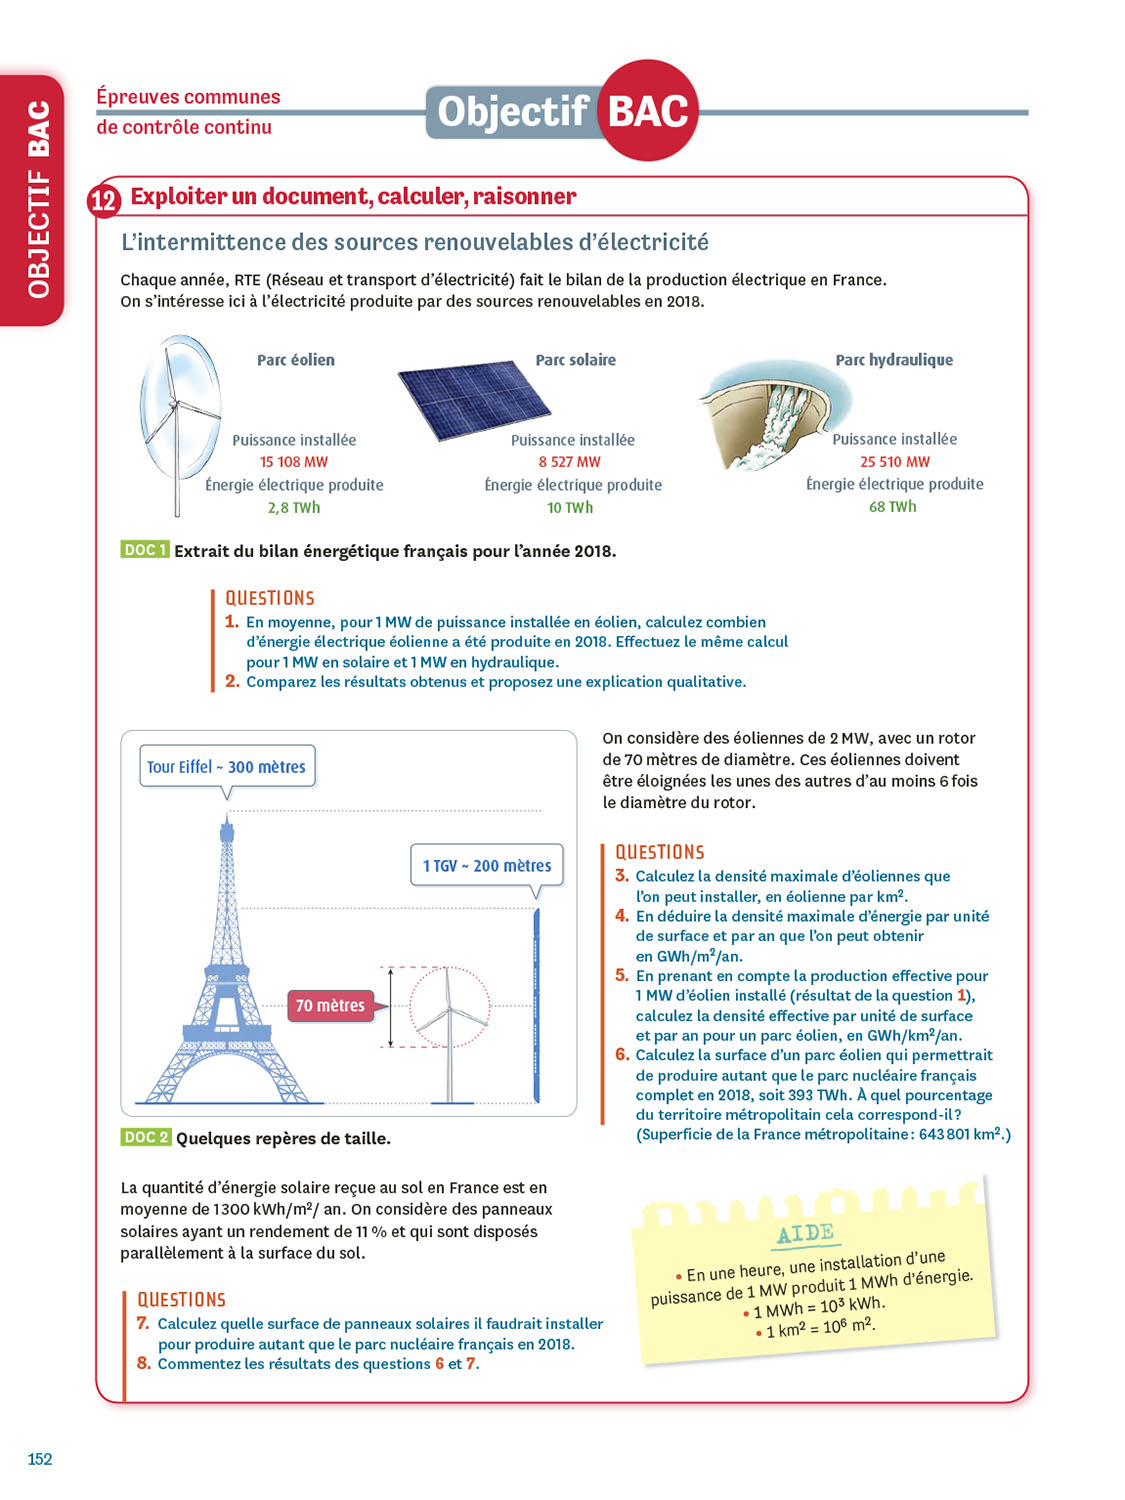 OBJECTIF BAC
Épreuves communes
de contrôle continu
Objectif BAC
12 Exploiter un document, calculer, raisonner
L'intermittence des sources renouvelables d'électricité
Chaque année, RTE (Réseau et transport d'électricité) fait le bilan de la production électrique en France.
On s'intéresse ici à l'électricité produite par des sources renouvelables en 2018.
Parc éolien
Puissance installée
15 108 MW
Énergie électrique produite
2,8 TWh
Parc solaire
Puissance installée
8 527 MW
Énergie électrique produite
10 TWh
Parc hydraulique
Puissance installée
25 510 MW
Énergie électrique produite
68 TWh
DOC 1 Extrait du bilan énergétique français pour l'année 2018.
QUESTIONS
1. En moyenne, pour 1 MW de puissance installée en éolien, calculez combien
d'énergie électrique éolienne a été produite en 2018. Effectuez le même calcul
pour 1 MW en solaire et 1 MW en hydraulique.
2. Comparez les résultats obtenus et proposez une explication qualitative.
Tour Eiffel ~ 300 mètres
1 TGV ~ 200 mètres
70 mètres
DOC 2 Quelques repères de taille.
On considère des éoliennes de 2 MW, avec un rotor
de 70 mètres de diamètre. Ces éoliennes doivent
être éloignées les unes des autres d'au moins 6 fois
le diamètre du rotor.
QUESTIONS
3. Calculez la densité maximale d'éoliennes que
l'on peut installer, en éolienne par km².
4. En déduire la densité maximale d'énergie par unité
de surface et par an que l'on peut obtenir
en GWh/m²/an.
5. En prenant en compte la production effective pour
1 MW d'éolien installé (résultat de la question 1),
calculez la densité effective par unité de surface
et par an pour un parc éolien, en GWh/km²/an.
6. Calculez la surface d'un parc éolien qui permettrait
de produire autant que le parc nucléaire français
complet en 2018, soit 393 TWh. À quel pourcentage
du territoire métropolitain cela correspond-il ?
(Superficie de la France métropolitaine : 643 801 km².)
La quantité d'énergie solaire reçue au sol en France est en
moyenne de 1 300 kWh/m²/ an. On considère des panneaux
solaires ayant un rendement de 11 % et qui sont disposés
parallèlement à la surface du sol.
QUESTIONS
7. Calculez quelle surface de panneaux solaires il faudrait installer
pour produire autant que le parc nucléaire français en 2018.
8. Commentez les résultats des questions 6 et 7.
AIDE
• En une heure, une installation d'une
puissance de 1 MW produit 1 MWh d'énergie.
• 1 MWh = 10³ kWh.
• 1 km² = 10⁶ m².
152